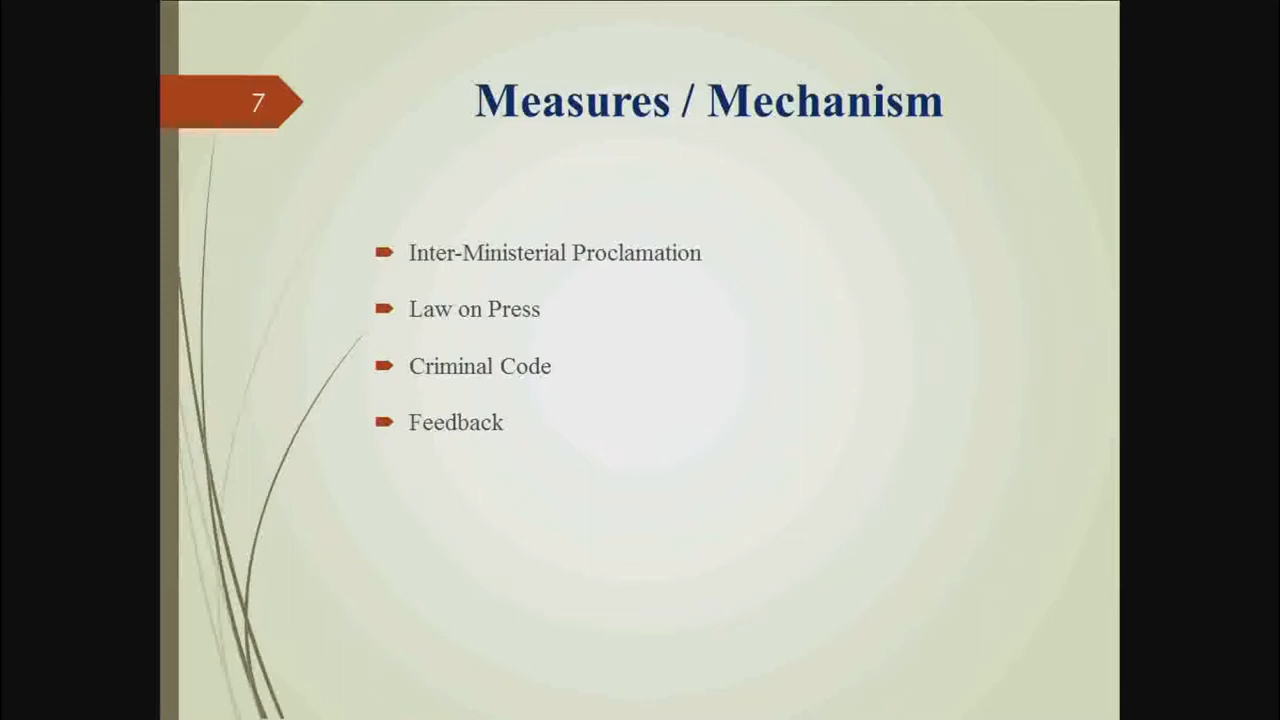 7
Measures / Mechanism
Inter-Ministerial Proclamation
Law on Press
Criminal Code
Feedback